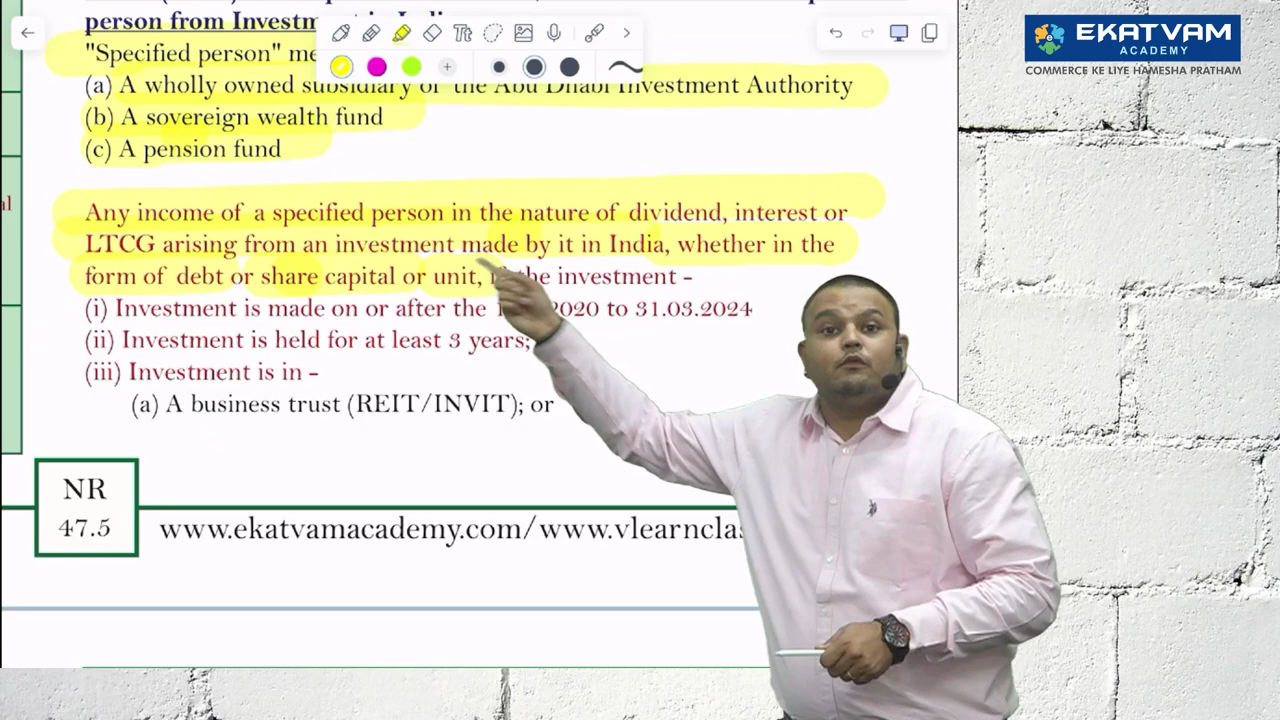 person from Investment in India
"Specified person" me
(a) A wholly owned subsidiary of the Abu Dhabi Investment Authority
(b) A sovereign wealth fund
(c) A pension fund
Any income of a specified person in the nature of dividend, interest or
LTCG arising from an investment made by it in India, whether in the
form of debt or share capital or unit, the investment -
(i) Investment is made on or after the 2020 to 31.03.2024
(ii) Investment is held for at least 3 years;
(iii) Investment is in -
(a) A business trust (REIT/INVIT); or
NR
47.5
www.ekatvamacademy.com/www.vlearnclas
al
Tt
EKATVAM
ACADEMY
COMMERCE KE LIYE HAMESHA PRATHAM